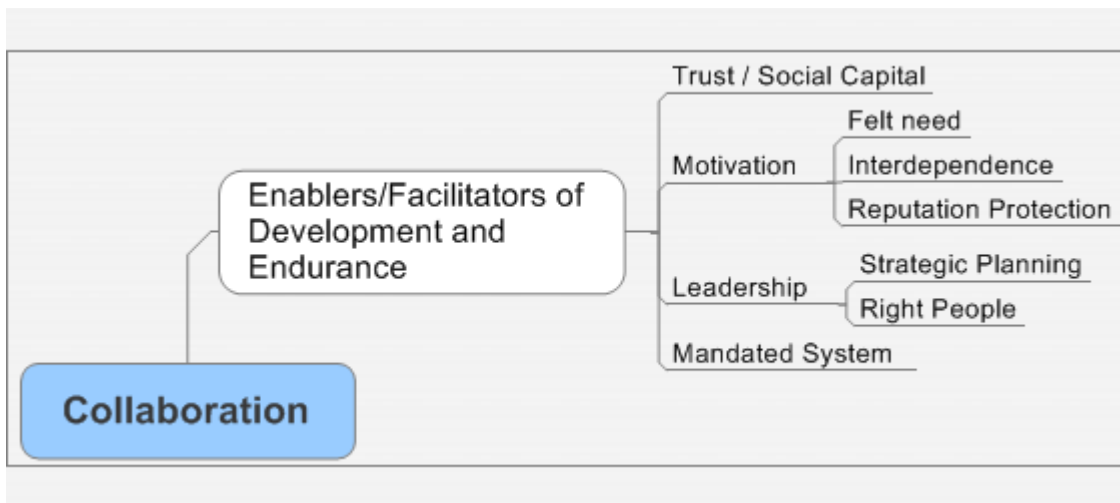 Trust / Social Capital
Felt need
Motivation
Interdependence
Reputation Protection
Enablers/Facilitators of
Development and
Endurance
Strategic Planning
Leadership
Right People
Mandated System
Collaboration